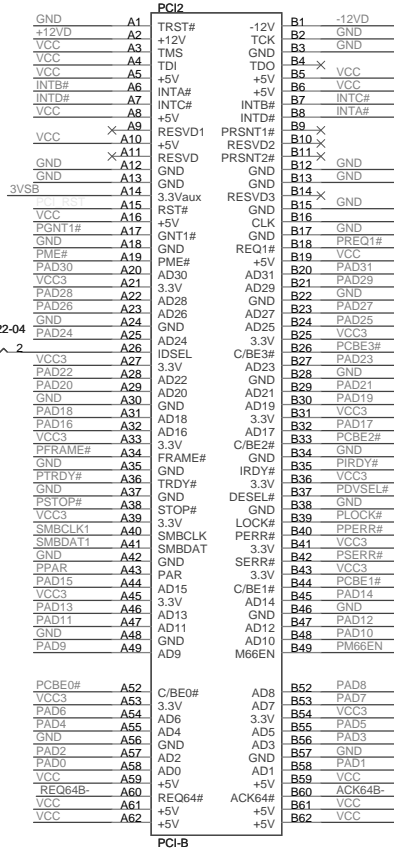 PCI2
GND A1 TRST# -12V B1 -12VD
+12VD A2 +12V TCK B2 GND
VCC A3 TMS GND B3 GND
VCC A4 TDI TDO B4
VCC A5 +5V +5V B5 VCC
INTB# A6 INTA# +5V B6 VCC
INTD# A7 INTC# INTB# B7 INTC#
VCC A8 +5V INTD# B8 INTA#
A9 RESVD1 PRSNT1# B9
VCC A10 +5V RESVD2 B10
A11 RESVD PRSNT2# B11
GND A12 GND GND B12 GND
GND A13 GND GND B13 GND
3VSB A14 3.3Vaux RESVD3 B14
PCI_RST A15 RST# GND B15 GND
VCC A16 +5V CLK B16
PGNT1# A17 GNT1# GND B17 GND
GND A18 GND REQ1# B18 PREQ1#
PME# A19 PME# +5V B19 VCC
PAD30 A20 AD30 AD31 B20 PAD31
VCC3 A21 3.3V AD29 B21 PAD29
PAD28 A22 AD28 GND B22 GND
PAD26 A23 AD26 AD27 B23 PAD27
GND A24 GND AD25 B24 PAD25
22-04 PAD24 A25 AD24 3.3V B25 VCC3
2 A26 IDSEL C/BE3# B26 PCBE3#
VCC3 A27 3.3V AD23 B27 PAD23
PAD22 A28 AD22 GND B28 GND
PAD20 A29 AD20 AD21 B29 PAD21
GND A30 GND AD19 B30 PAD19
PAD18 A31 AD18 3.3V B31 VCC3
PAD16 A32 AD16 AD17 B32 PAD17
VCC3 A33 3.3V C/BE2# B33 PCBE2#
PFRAME# A34 FRAME# GND B34 GND
GND A35 GND IRDY# B35 PIRDY#
PTRDY# A36 TRDY# 3.3V B36 VCC3
GND A37 GND DESEL# B37 PDVSEL#
PSTOP# A38 STOP# GND B38 GND
VCC3 A39 3.3V LOCK# B39 PLOCK#
SMBCLK1 A40 SMBCLK PERR# B40 PPERR#
SMBDAT1 A41 SMBDAT 3.3V B41 VCC3
GND A42 GND SERR# B42 PSERR#
PPAR A43 PAR 3.3V B43 VCC3
PAD15 A44 AD15 C/BE1# B44 PCBE1#
VCC3 A45 3.3V AD14 B45 PAD14
PAD13 A46 AD13 GND B46 GND
PAD11 A47 AD11 AD12 B47 PAD12
GND A48 GND AD10 B48 PAD10
PAD9 A49 AD9 M66EN B49 PM66EN
PCBE0# A52 C/BE0# AD8 B52 PAD8
VCC3 A53 3.3V AD7 B53 PAD7
PAD6 A54 AD6 3.3V B54 VCC3
PAD4 A55 AD4 AD5 B55 PAD5
GND A56 GND AD3 B56 PAD3
PAD2 A57 AD2 GND B57 GND
PAD0 A58 AD0 AD1 B58 PAD1
VCC A59 +5V +5V B59 VCC
REQ64B- A60 REQ64# ACK64# B60 ACK64B-
VCC A61 +5V +5V B61 VCC
VCC A62 +5V +5V B62 VCC
PCI-B